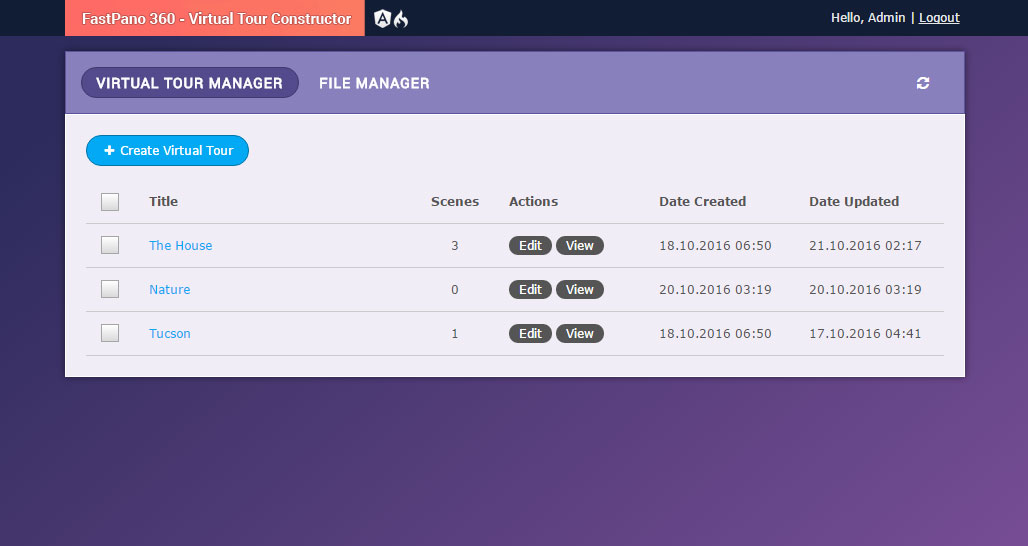 FastPano 360 - Virtual Tour Constructor A Hello, Admin | Logout
VIRTUAL TOUR MANAGER FILE MANAGER
+ Create Virtual Tour
Title Scenes Actions Date Created Date Updated
The House 3 Edit View 18.10.2016 06:50 21.10.2016 02:17
Nature 0 Edit View 20.10.2016 03:19 20.10.2016 03:19
Tucson 1 Edit View 18.10.2016 06:50 17.10.2016 04:41